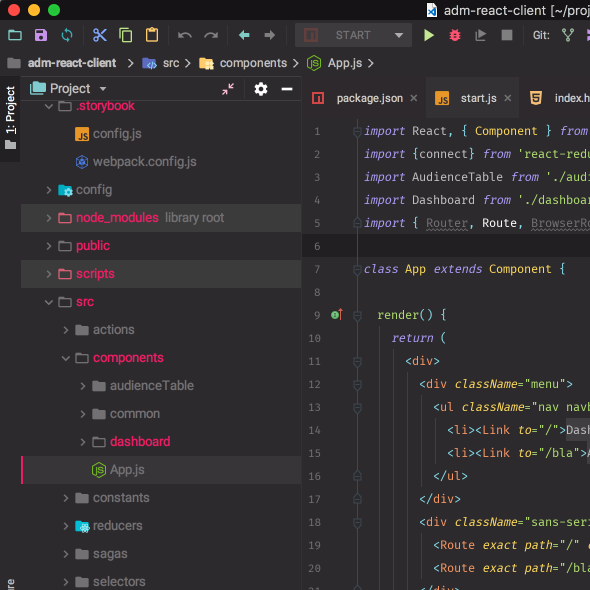 adm-react-client [~/proj
START
Git:
adm-react-client
src
components
App.js
1: Project
Project
package.json
start.js
index.h
.storybook
config.js
webpack.config.js
config
node_modules library root
public
scripts
src
actions
components
audienceTable
common
dashboard
App.js
constants
reducers
sagas
selectors
1 import React, { Component } from
2 import {connect} from 'react-redu
3 import AudienceTable from './audi
4 import Dashboard from './dashboar
5 import { Router, Route, BrowserRo
6
7 class App extends Component {
8
9 render() {
10 return (
11 <div>
12 <div className="menu">
13 <ul className="nav navb
14 <li><Link to="/">Dash
15 <li><Link to="/bla">A
16 </ul>
17 </div>
18 <div className="sans-seri
19 <Route exact path="/" c
20 <Route exact path="/bla
</div>